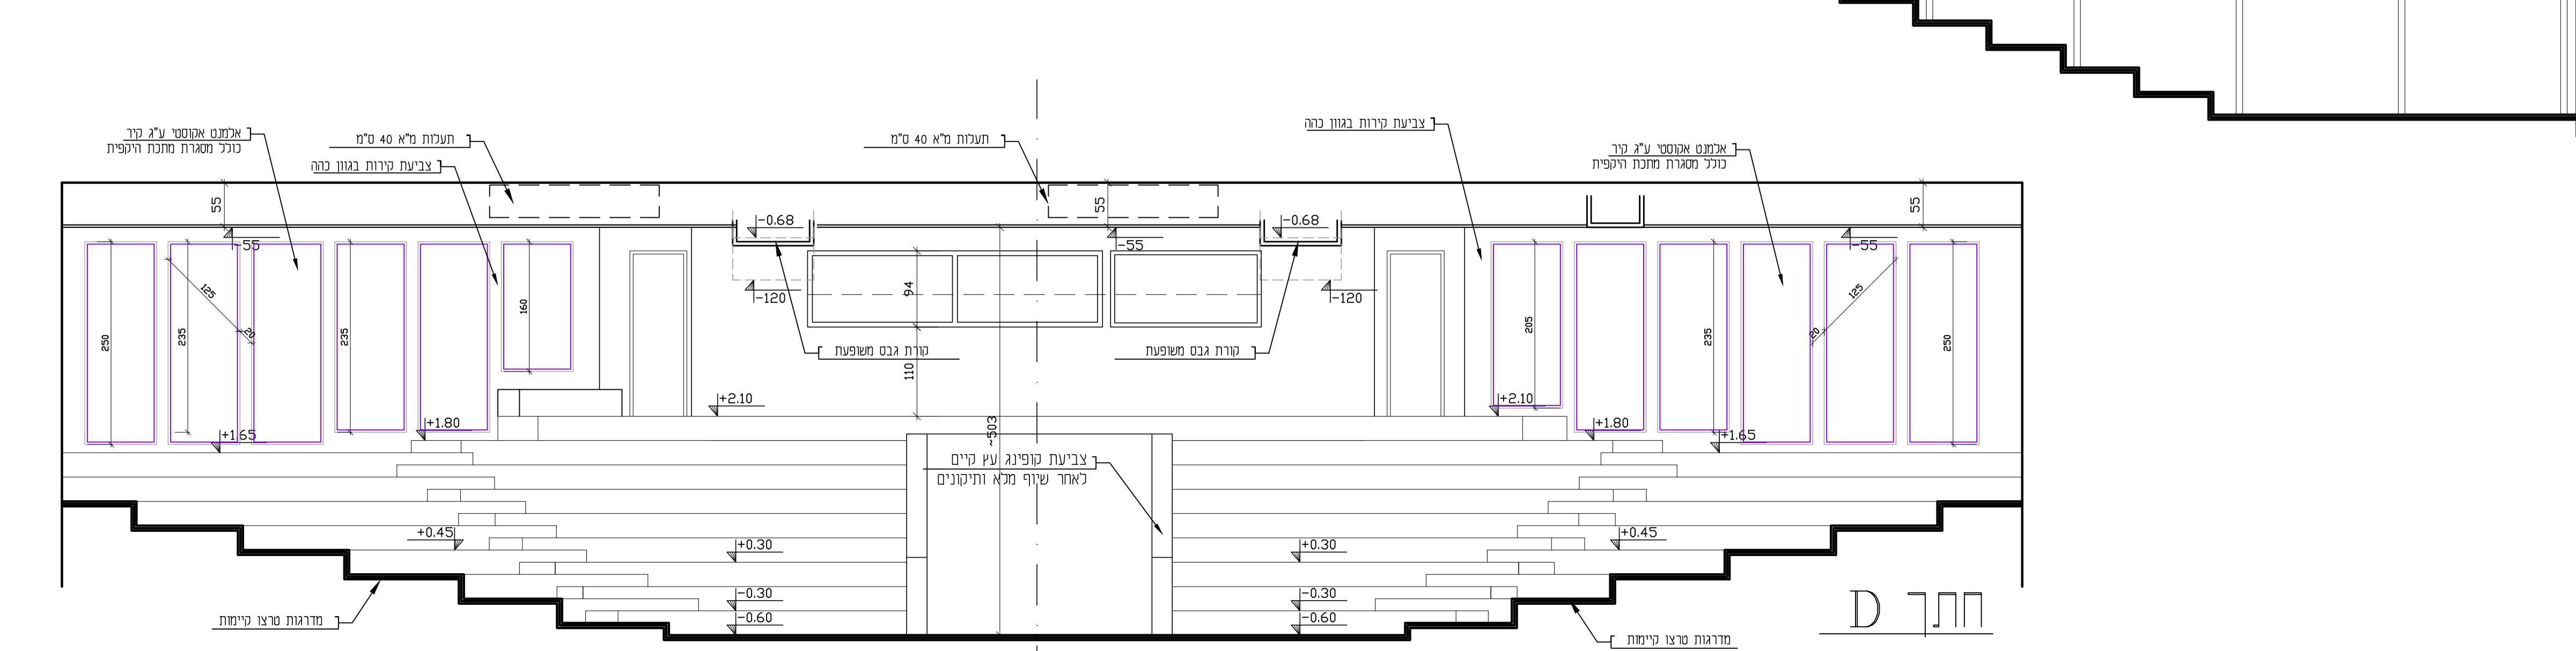 צביעת קירות בגוון כהה
אלמנט אקוסטי ע"ג קיר
כולל מסגרת מתכת היקפית
תעלות מ"א 40 ס"מ
תעלות מ"א 40 ס"מ
צביעת קירות בגוון כהה
אלמנט אקוסטי ע"ג קיר
כולל מסגרת מתכת היקפית
55
55
55
-0.68
-0.68
-55
-55
-55
-120
-120
94
110
~503
125
20
250
235
235
160
205
235
125
20
250
קורת גבס משופעת
קורת גבס משופעת
+2.10
+2.10
+1.80
+1.80
+1.65
+1.65
צביעת קופינג עץ קיים
לאחר שיוף מלא ותיקונים
+0.45
+0.45
+0.30
+0.30
-0.30
-0.30
-0.60
-0.60
מדרגות טרצו קיימות
מדרגות טרצו קיימות
חתך D